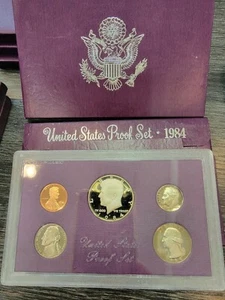 United States Proof Set · 1984
United States
Proof Set